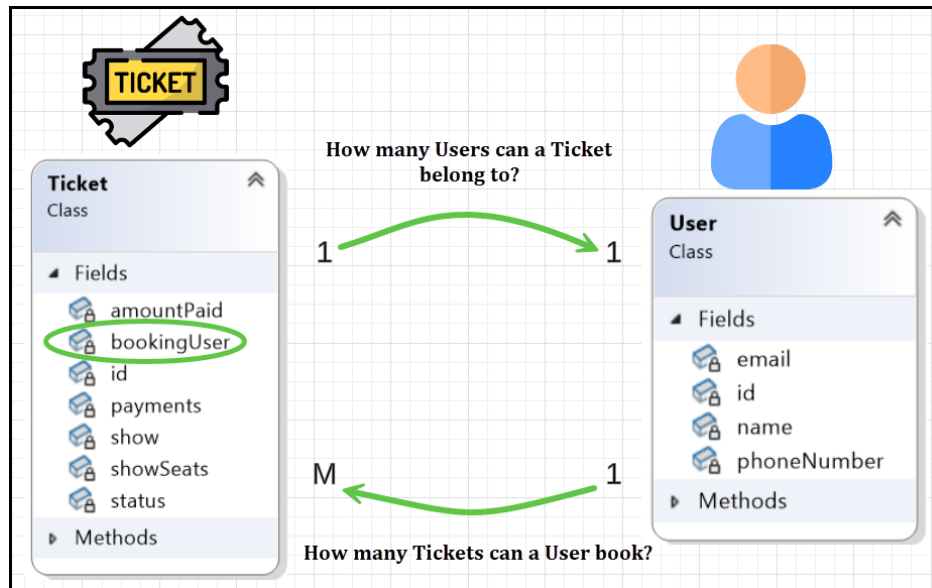 TICKET
How many Users can a Ticket
belong to?
Ticket
Class
Fields
amountPaid
bookingUser
id
payments
show
showSeats
status
Methods
1
1
M
1
User
Class
Fields
email
id
name
phoneNumber
Methods
How many Tickets can a User book?